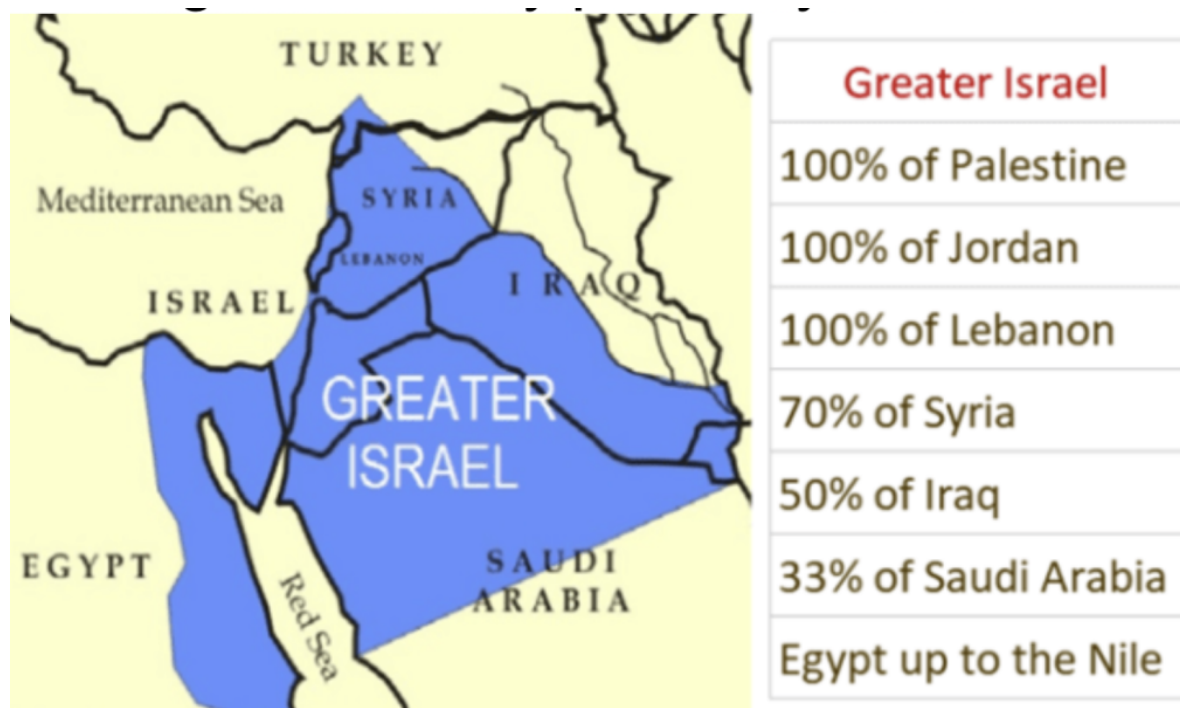 TURKEY
Mediterranean Sea
SYRIA
LEBANON
ISRAEL
IRAQ
GREATER
ISRAEL
EGYPT
Red Sea
SAUDI
ARABIA
Greater Israel
100% of Palestine
100% of Jordan
100% of Lebanon
70% of Syria
50% of Iraq
33% of Saudi Arabia
Egypt up to the Nile